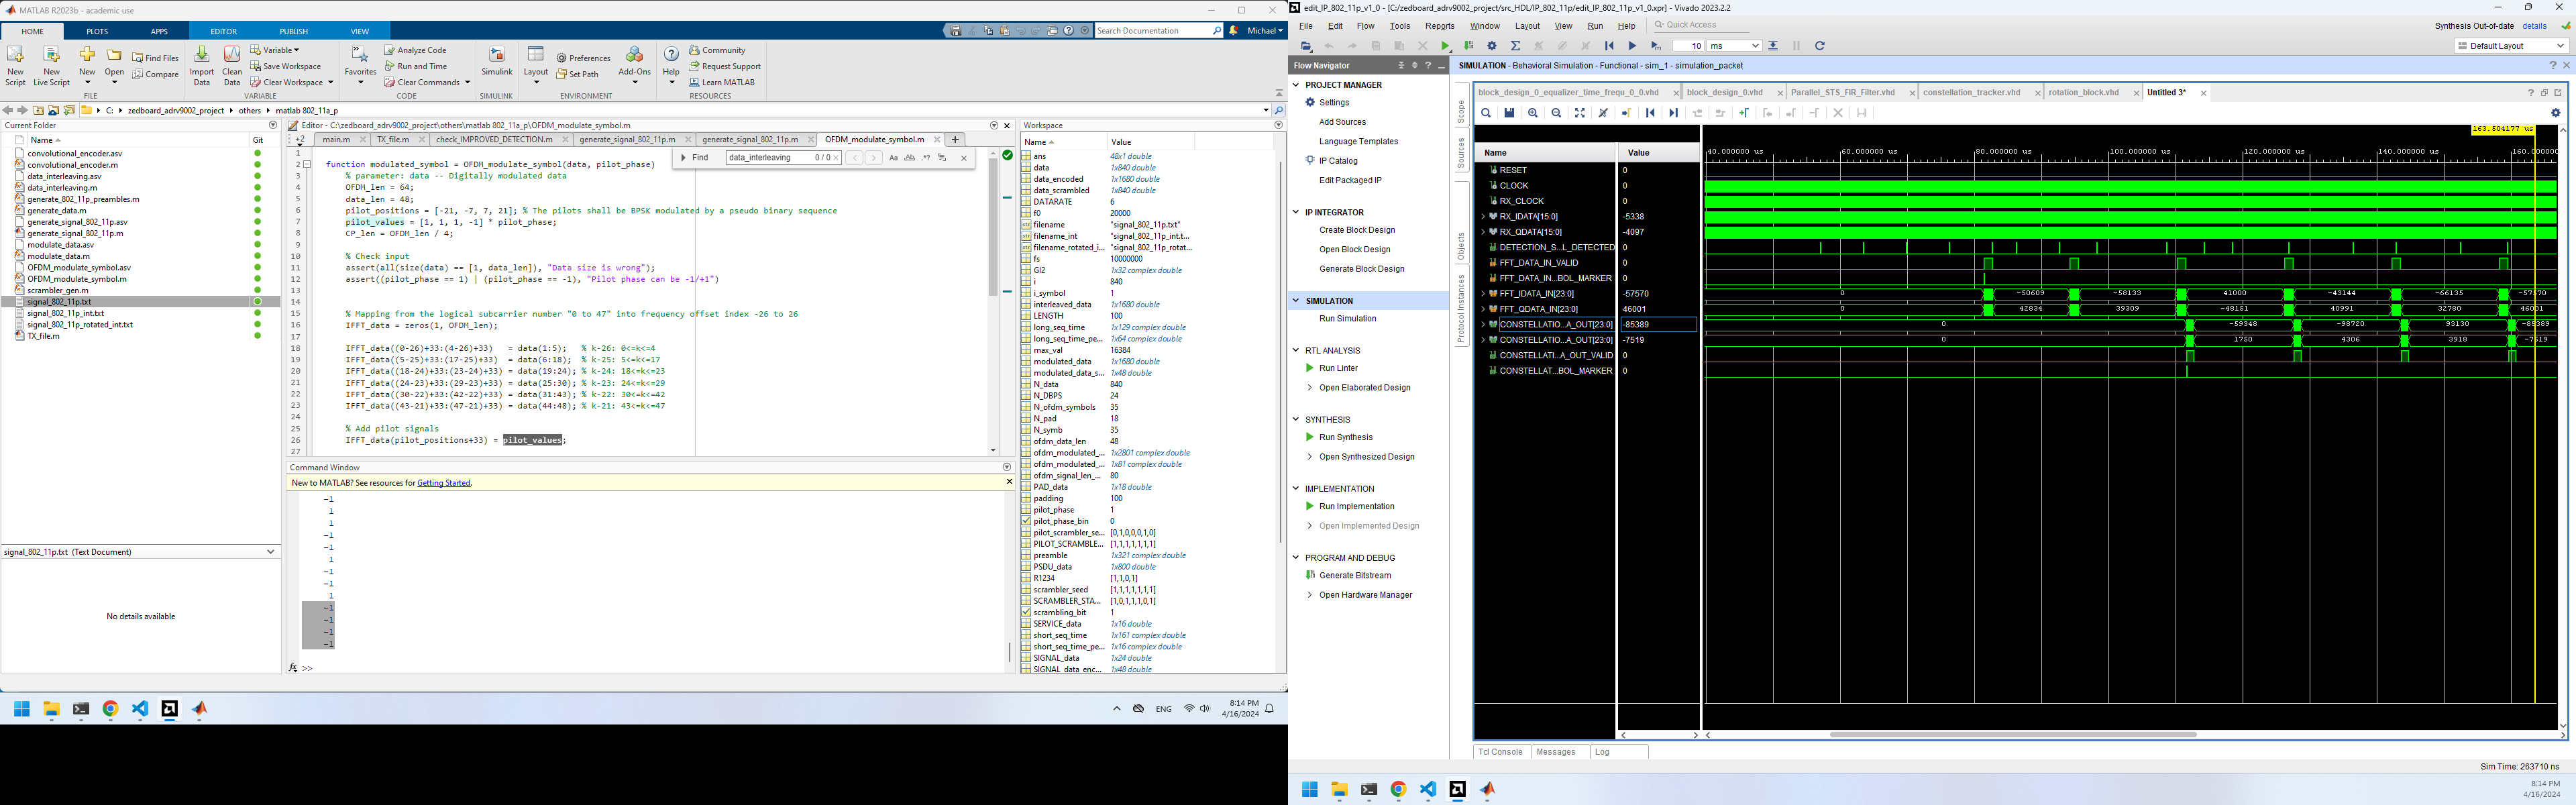 MATLAB R2023b - academic use
HOME PLOTS APPS EDITOR PUBLISH VIEW
Search Documentation Michael
New Script
New Live Script
New
Open
Find Files
Compare
Import Data
Clean Data
Variable
Save Workspace
Clear Workspace
Favorites
Analyze Code
Run and Time
Clear Commands
Simulink
Layout
Preferences
Set Path
Add-Ons
Help
Community
Request Support
Learn MATLAB
FILE VARIABLE CODE SIMULINK ENVIRONMENT RESOURCES
C: zedboard_adrv9002_project others matlab 802_11a_p
Current Folder
Name Git
convolutional_encoder.asv
convolutional_encoder.m
data_interleaving.asv
data_interleaving.m
generate_802_11p_preambles.m
generate_data.m
generate_signal_802_11p.asv
generate_signal_802_11p.m
modulate_data.asv
modulate_data.m
OFDM_modulate_symbol.asv
OFDM_modulate_symbol.m
scrambler_gen.m
signal_802_11p.txt
signal_802_11p_int.txt
signal_802_11p_rotated_int.txt
TX_file.m
signal_802_11p.txt (Text Document)
No details available
Editor - C:\zedboard_adrv9002_project\others\matlab 802_11a_p\OFDM_modulate_symbol.m
+2 main.m TX_file.m check_IMPROVED_DETECTION.m generate_signal_802_11p.m generate_signal_802_11p.m OFDM_modulate_symbol.m
Find data_interleaving 0 / 0 Aa
1
2 function modulated_symbol = OFDM_modulate_symbol(data, pilot_phase)
3 % parameter: data -- Digitally modulated data
4 OFDM_len = 64;
5 data_len = 48;
6 pilot_positions = [-21, -7, 7, 21]; % The pilots shall be BPSK modulated by a pseudo binary sequence
7 pilot_values = [1, 1, 1, -1] * pilot_phase;
8 CP_len = OFDM_len / 4;
9
10 % Check input
11 assert(all(size(data) == [1, data_len]), "Data size is wrong");
12 assert((pilot_phase == 1) | (pilot_phase == -1), "Pilot phase can be -1/+1")
13
14
15 % Mapping from the logical subcarrier number "0 to 47" into frequency offset index -26 to 26
16 IFFT_data = zeros(1, OFDM_len);
17
18 IFFT_data((0-26)+33:(4-26)+33) = data(1:5); % k-26: 0<=k<=4
19 IFFT_data((5-25)+33:(17-25)+33) = data(6:18); % k-25: 5<=k<=17
20 IFFT_data((18-24)+33:(23-24)+33) = data(19:24); % k-24: 18<=k<=23
21 IFFT_data((24-23)+33:(29-23)+33) = data(25:30); % k-23: 24<=k<=29
22 IFFT_data((30-22)+33:(42-22)+33) = data(31:43); % k-22: 30<=k<=42
23 IFFT_data((43-21)+33:(47-21)+33) = data(44:48); % k-21: 43<=k<=47
24
25 % Add pilot signals
26 IFFT_data(pilot_positions+33) = pilot_values;
27
Command Window
New to MATLAB? See resources for Getting Started.
-1
1
1
-1
-1
1
-1
-1
1
-1
-1
-1
-1
fx >>
Workspace
Name Value
ans 48x1 double
data 1x840 double
data_encoded 1x1680 double
data_scrambled 1x840 double
DATARATE 6
f0 20000
filename "signal_802_11p.txt"
filename_int "signal_802_11p_int.t...
filename_rotated_i... "signal_802_11p_rotat...
fs 10000000
GI2 1x32 complex double
i 840
i_symbol 1
interleaved_data 1x1680 double
LENGTH 100
long_seq_time 1x129 complex double
long_seq_time_pe... 1x64 complex double
max_val 16384
modulated_data 1x1680 double
modulated_data_s... 1x48 double
N_data 840
N_DBPS 24
N_ofdm_symbols 35
N_pad 18
N_symb 35
ofdm_data_len 48
ofdm_modulated_... 1x2801 complex double
ofdm_modulated_... 1x81 complex double
ofdm_signal_len_... 80
PAD_data 1x18 double
padding 100
pilot_phase 1
pilot_phase_bin 0
pilot_scrambler_se... [0,1,0,0,0,1,0]
PILOT_SCRAMBLE... [1,1,1,1,1,1,1]
preamble 1x321 complex double
PSDU_data 1x800 double
R1234 [1,1,0,1]
scrambler_seed [1,1,1,1,1,1,1]
SCRAMBLER_STA... [1,0,1,1,1,0,1]
scrambling_bit 1
SERVICE_data 1x16 double
short_seq_time 1x161 complex double
short_seq_time_pe... 1x16 complex double
SIGNAL_data 1x24 double
SIGNAL_data_enc... 1x48 double
ENG 8:14 PM
4/16/2024
edit_IP_802_11p_v1_0 - [C:/zedboard_adrv9002_project/src_HDL/IP_802_11p/edit_IP_802_11p_v1_0.xpr] - Vivado 2023.2.2
File Edit Flow Tools Reports Window Layout View Run Help Quick Access
Synthesis Out-of-date details
10 ms Default Layout
Flow Navigator
PROJECT MANAGER
Settings
Add Sources
Language Templates
IP Catalog
Edit Packaged IP
IP INTEGRATOR
Create Block Design
Open Block Design
Generate Block Design
SIMULATION
Run Simulation
RTL ANALYSIS
Run Linter
Open Elaborated Design
SYNTHESIS
Run Synthesis
Open Synthesized Design
IMPLEMENTATION
Run Implementation
Open Implemented Design
PROGRAM AND DEBUG
Generate Bitstream
Open Hardware Manager
SIMULATION - Behavioral Simulation - Functional - sim_1 - simulation_packet
Scope
Sources
Objects
Protocol Instances
block_design_0_equalizer_time_frequ_0_0.vhd block_design_0.vhd Parallel_STS_FIR_Filter.vhd constellation_tracker.vhd rotation_block.vhd Untitled 3*
163.504177 us
40.000000 us 60.000000 us 80.000000 us 100.000000 us 120.000000 us 140.000000 us 160.000000
Name Value
RESET 0
CLOCK 0
RX_CLOCK 0
RX_IDATA[15:0] -5338
RX_QDATA[15:0] -4097
DETECTION_S...L_DETECTED 0
FFT_DATA_IN_VALID 0
FFT_DATA_IN..BOL_MARKER 0
FFT_IDATA_IN[23:0] -57570 0 -50609 -58133 41000 -43144 -66135 -57570
FFT_QDATA_IN[23:0] 46001 0 42834 39309 -48151 40991 32780 46001
CONSTELLATIO...A_OUT[23:0] -85389 0 -59348 -98720 93130 -85389
CONSTELLATIO...A_OUT[23:0] -7519 0 1750 4306 3918 -7519
CONSTELLATI...A_OUT_VALID 0
CONSTELLAT...BOL_MARKER 0
Tcl Console Messages Log
Sim Time: 263710 ns
8:14 PM
4/16/2024